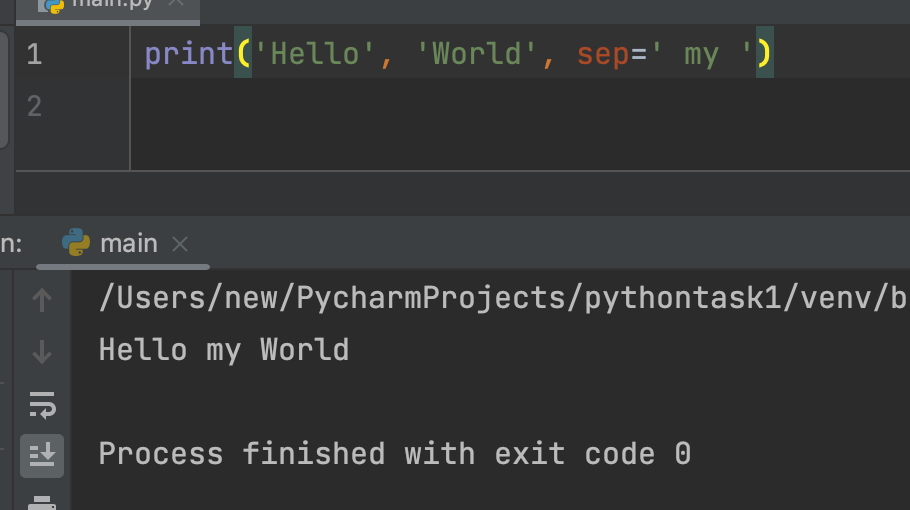 main.py
1 print('Hello', 'World', sep=' my ')
2
n: main
/Users/new/PycharmProjects/pythontask1/venv/b
Hello my World
Process finished with exit code 0